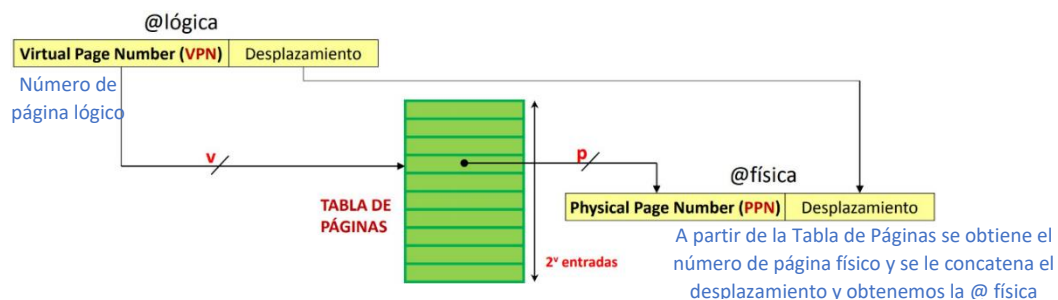 @lógica
Virtual Page Number (VPN) Desplazamiento
Número de
página lógico
v
p
TABLA DE
PÁGINAS
2ᵛ entradas
@física
Physical Page Number (PPN) Desplazamiento
A partir de la Tabla de Páginas se obtiene el
número de página físico y se le concatena el
desplazamiento y obtenemos la @ física